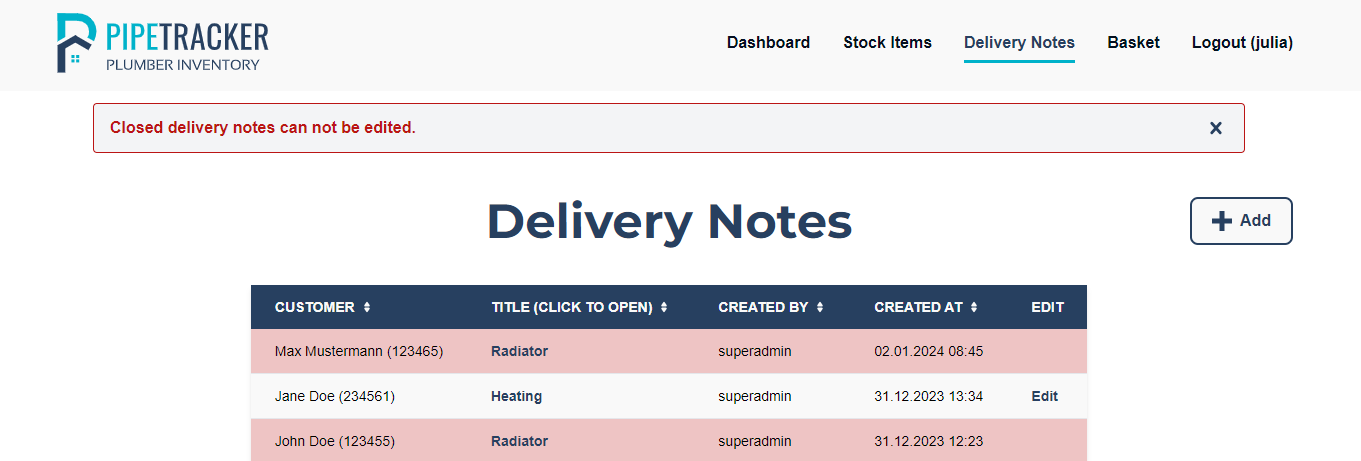 PIPETRACKER
PLUMBER INVENTORY
Dashboard Stock Items Delivery Notes Basket Logout (julia)
Closed delivery notes can not be edited.
Delivery Notes
Add
CUSTOMER TITLE (CLICK TO OPEN) CREATED BY CREATED AT EDIT
Max Mustermann (123465) Radiator superadmin 02.01.2024 08:45
Jane Doe (234561) Heating superadmin 31.12.2023 13:34 Edit
John Doe (123455) Radiator superadmin 31.12.2023 12:23